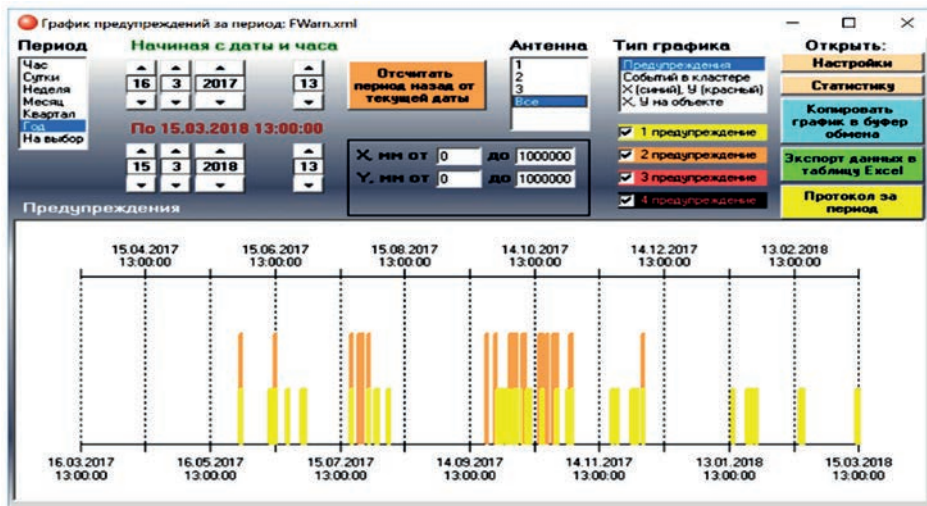 График предупреждений за период: FWarn.xml
Период
Час
Сутки
Неделя
Месяц
Квартал
Год
На выбор
Начиная с даты и часа
16 3 2017 13
По 15.03.2018 13:00:00
15 3 2018 13
Отсчитать
период назад от
текущей даты
Антенна
1
2
3
Все
X, мм от 0 до 1000000
Y, мм от 0 до 1000000
Тип графика
Предупреждения
Событий в кластере
X (синий), Y (красный)
X, Y на объекте
1 предупреждение
2 предупреждение
3 предупреждение
4 предупреждение
Открыть:
Настройки
Статистику
Копировать
график в буфер
обмена
Экспорт данных в
таблицу Excel
Протокол за
период
Предупреждения
15.04.2017 15.06.2017 15.08.2017 14.10.2017 14.12.2017 13.02.2018
13:00:00 13:00:00 13:00:00 13:00:00 13:00:00 13:00:00
16.03.2017 16.05.2017 15.07.2017 14.09.2017 14.11.2017 13.01.2018 15.03.2018
13:00:00 13:00:00 13:00:00 13:00:00 13:00:00 13:00:00 13:00:00